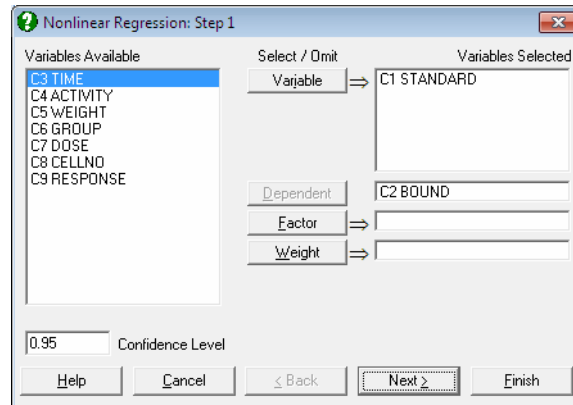 Nonlinear Regression: Step 1
Variables Available
Select / Omit
Variables Selected
C3 TIME
C4 ACTIVITY
C5 WEIGHT
C6 GROUP
C7 DOSE
C8 CELLNO
C9 RESPONSE
Variable
C1 STANDARD
Dependent
C2 BOUND
Factor
Weight
0.95 Confidence Level
Help Cancel < Back Next > Finish